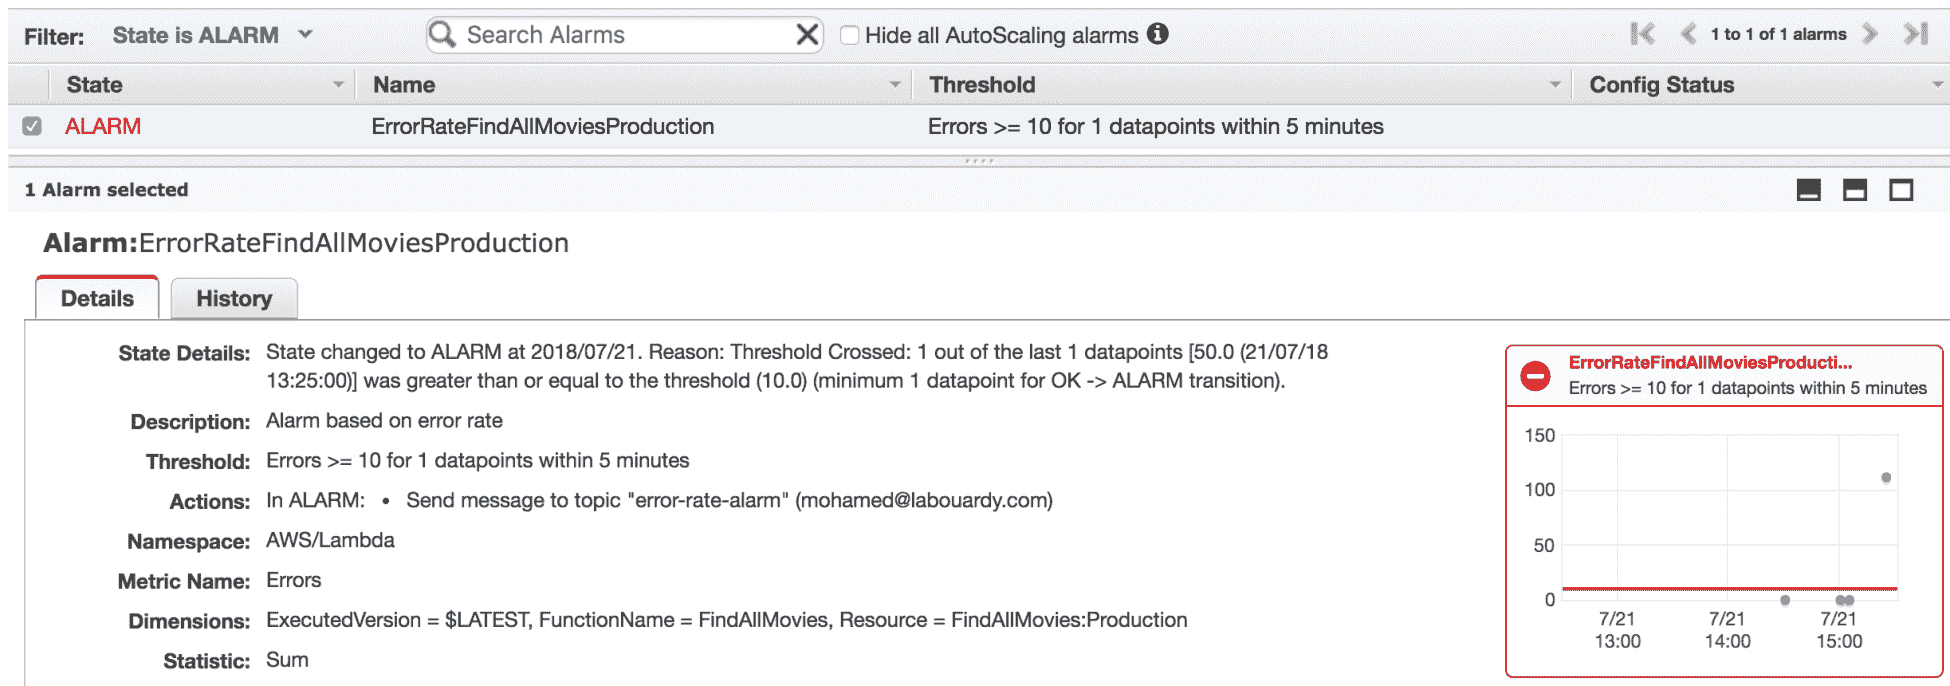 Filter: State is ALARM Search Alarms Hide all AutoScaling alarms 1 to 1 of 1 alarms
State Name Threshold Config Status
ALARM ErrorRateFindAllMoviesProduction Errors >= 10 for 1 datapoints within 5 minutes
1 Alarm selected
Alarm:ErrorRateFindAllMoviesProduction
Details History
State Details: State changed to ALARM at 2018/07/21. Reason: Threshold Crossed: 1 out of the last 1 datapoints [50.0 (21/07/18
13:25:00)] was greater than or equal to the threshold (10.0) (minimum 1 datapoint for OK -> ALARM transition).
Description: Alarm based on error rate
Threshold: Errors >= 10 for 1 datapoints within 5 minutes
Actions: In ALARM: • Send message to topic "error-rate-alarm" (mohamed@labouardy.com)
Namespace: AWS/Lambda
Metric Name: Errors
Dimensions: ExecutedVersion = $LATEST, FunctionName = FindAllMovies, Resource = FindAllMovies:Production
Statistic: Sum
ErrorRateFindAllMoviesProducti...
Errors >= 10 for 1 datapoints within 5 minutes
150
100
50
0
7/21 7/21 7/21
13:00 14:00 15:00